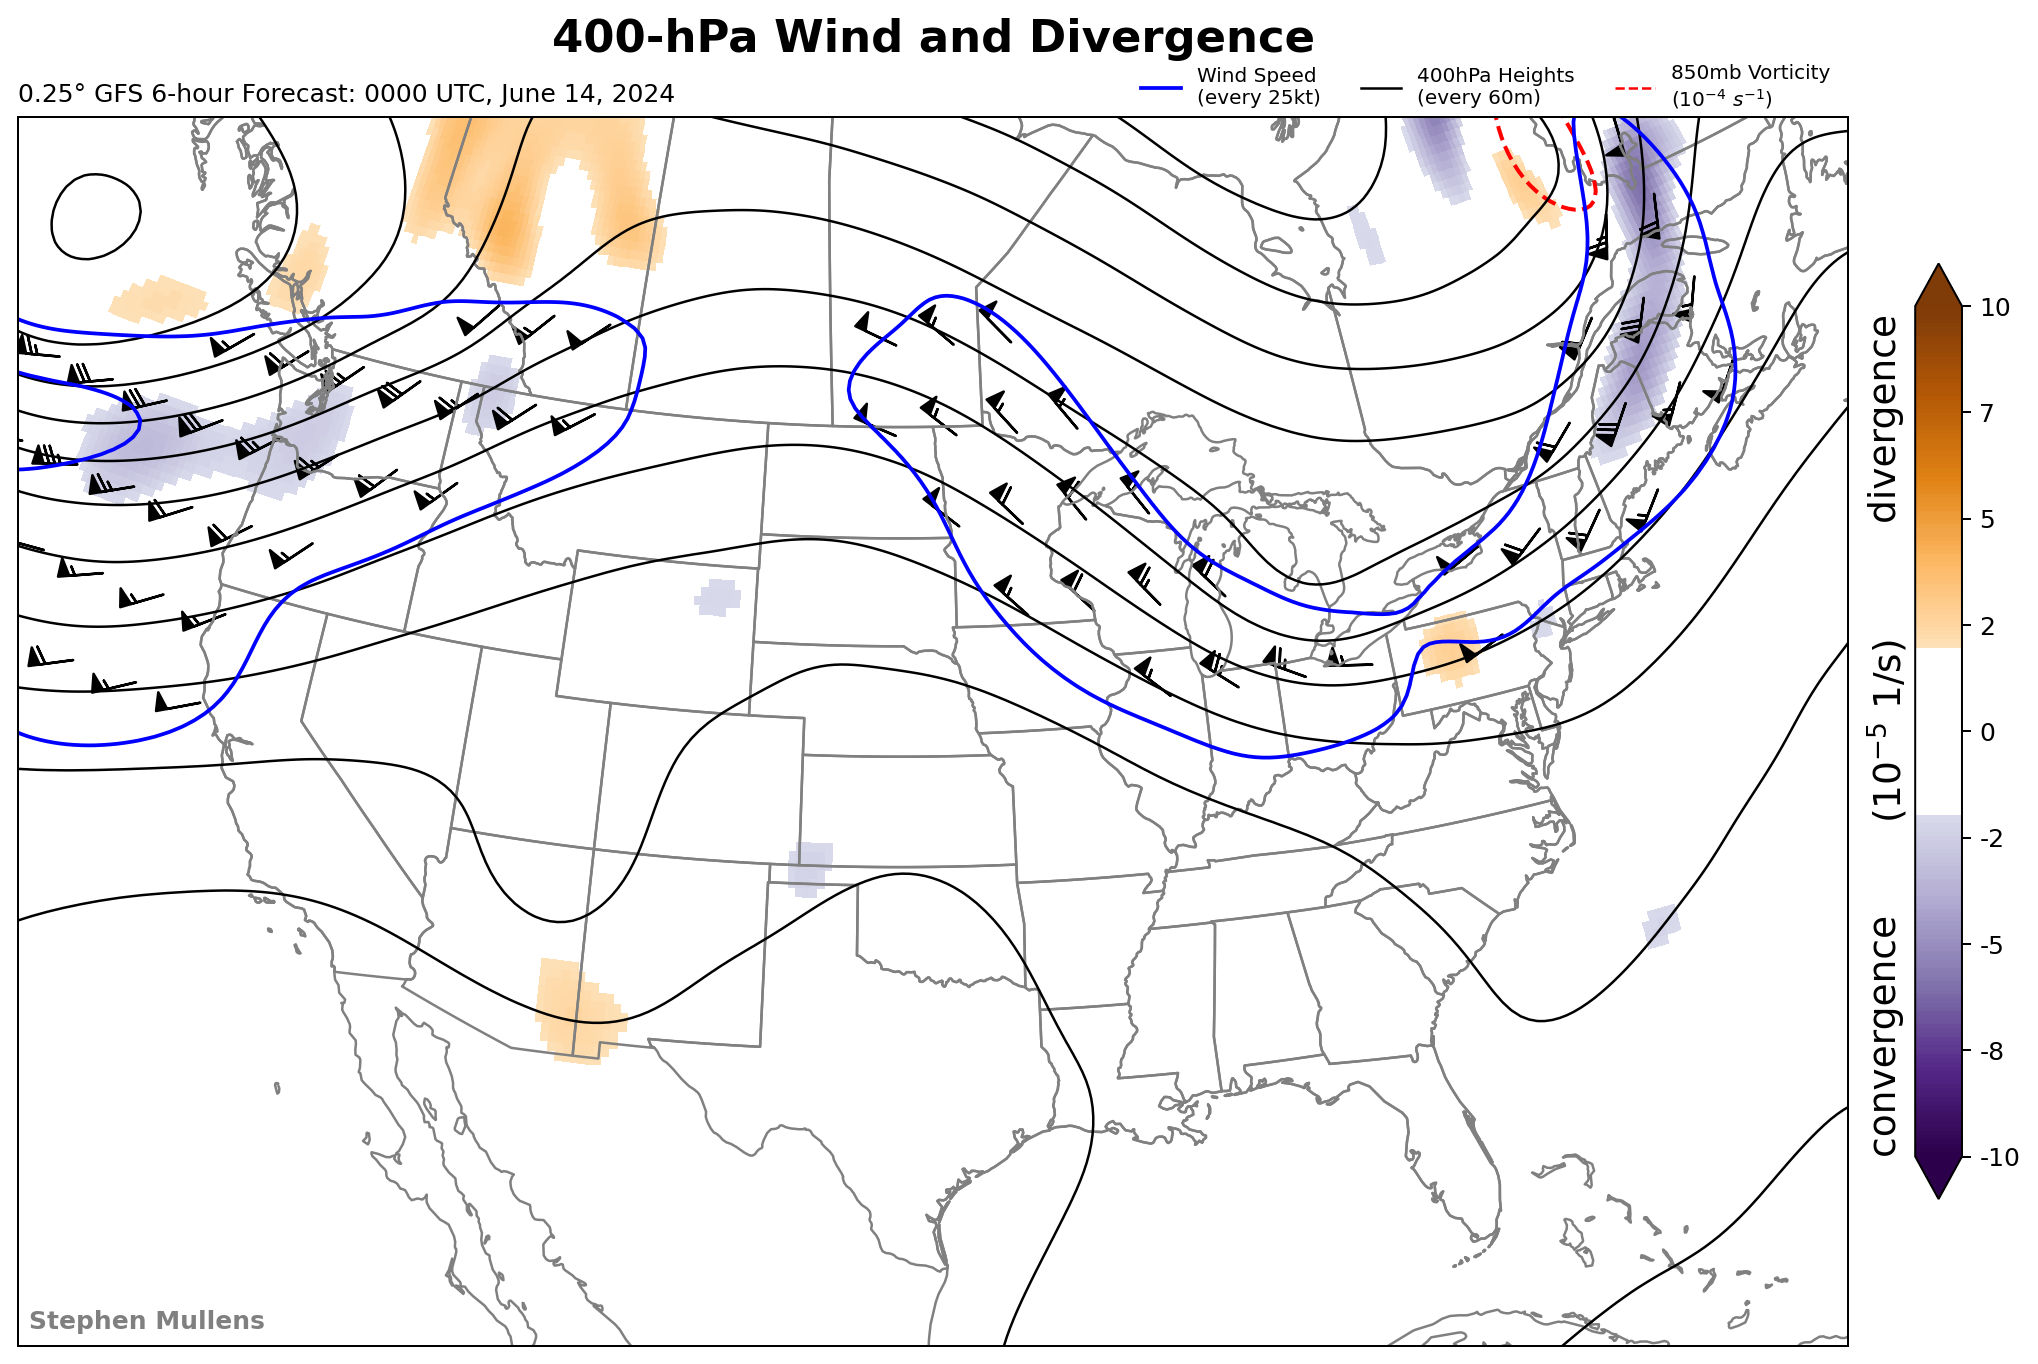 400-hPa Wind and Divergence
0.25° GFS 6-hour Forecast: 0000 UTC, June 14, 2024
Wind Speed
(every 25kt)
400hPa Heights
(every 60m)
850mb Vorticity
(10⁻⁴ s⁻¹)
10
7
5
2
0
-2
-5
-8
-10
convergence (10⁻⁵ 1/s) divergence
Stephen Mullens